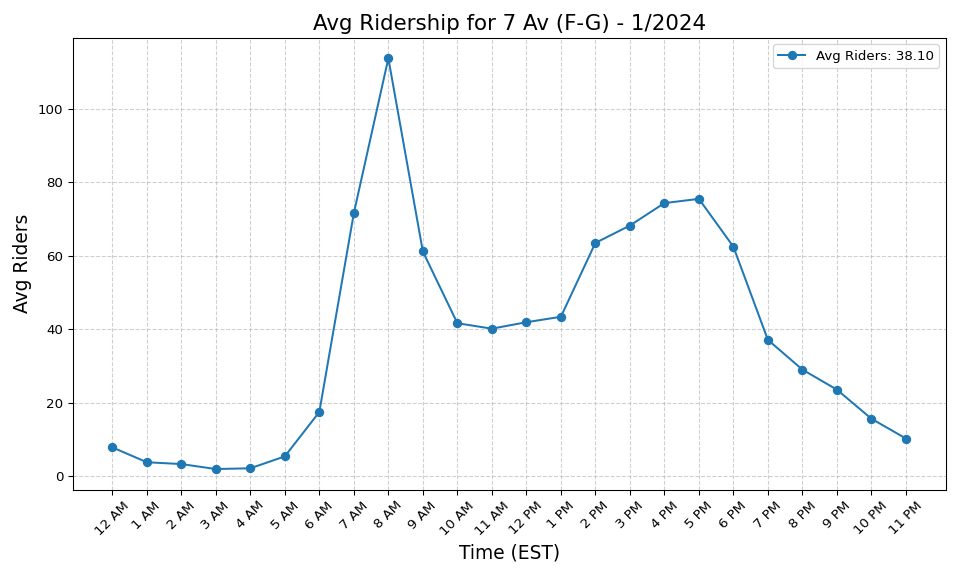 Avg Ridership for 7 Av (F-G) - 1/2024
Avg Riders: 38.10
Avg Riders
100
80
60
40
20
0
12 AM
1 AM
2 AM
3 AM
4 AM
5 AM
6 AM
7 AM
8 AM
9 AM
10 AM
11 AM
12 PM
1 PM
2 PM
3 PM
4 PM
5 PM
6 PM
7 PM
8 PM
9 PM
10 PM
11 PM
Time (EST)